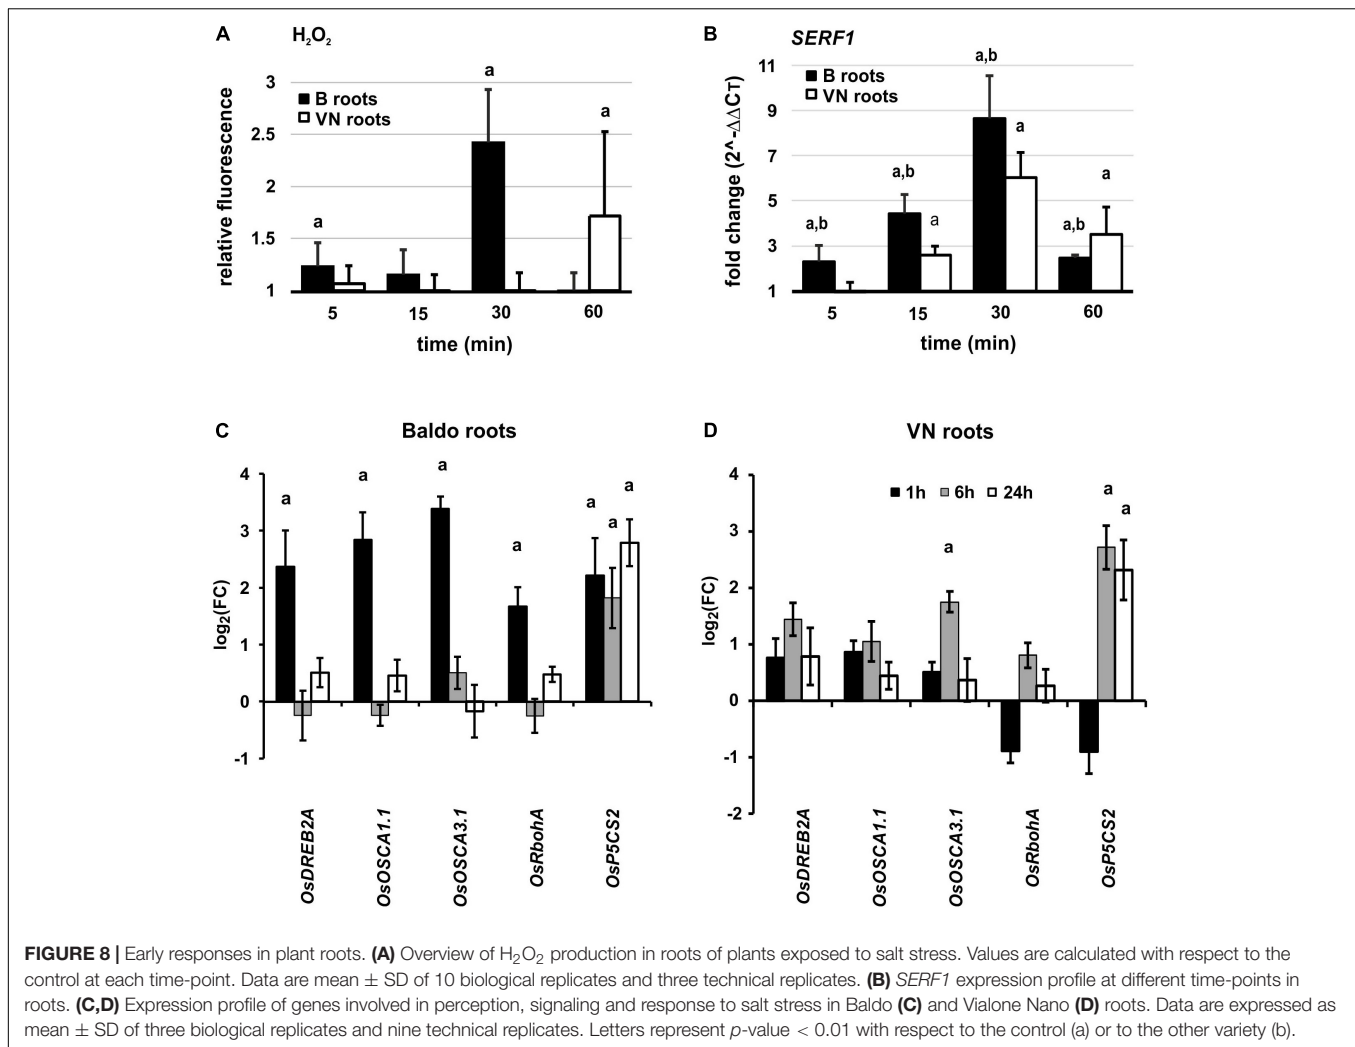 A H₂O₂
a
a
a
3
2.5
2
1.5
1
B roots
VN roots
relative fluorescence
5 15 30 60
time (min)
B SERF1
a,b
a,b
a
a,b
a
a,b
a
11
9
7
5
3
1
B roots
VN roots
fold change (2^-ΔΔCT)
5 15 30 60
time (min)
C Baldo roots
a a a a a a a
4
3
2
1
0
-1
log₂(FC)
OsDREB2A
OsOSCA1.1
OsOSCA3.1
OsRbohA
OsP5CS2
D VN roots
1h 6h 24h
a a a
4
3
2
1
0
-1
-2
log₂(FC)
OsDREB2A
OsOSCA1.1
OsOSCA3.1
OsRbohA
OsP5CS2
FIGURE 8 | Early responses in plant roots. (A) Overview of H₂O₂ production in roots of plants exposed to salt stress. Values are calculated with respect to the
control at each time-point. Data are mean ± SD of 10 biological replicates and three technical replicates. (B) SERF1 expression profile at different time-points in
roots. (C,D) Expression profile of genes involved in perception, signaling and response to salt stress in Baldo (C) and Vialone Nano (D) roots. Data are expressed as
mean ± SD of three biological replicates and nine technical replicates. Letters represent p-value < 0.01 with respect to the control (a) or to the other variety (b).